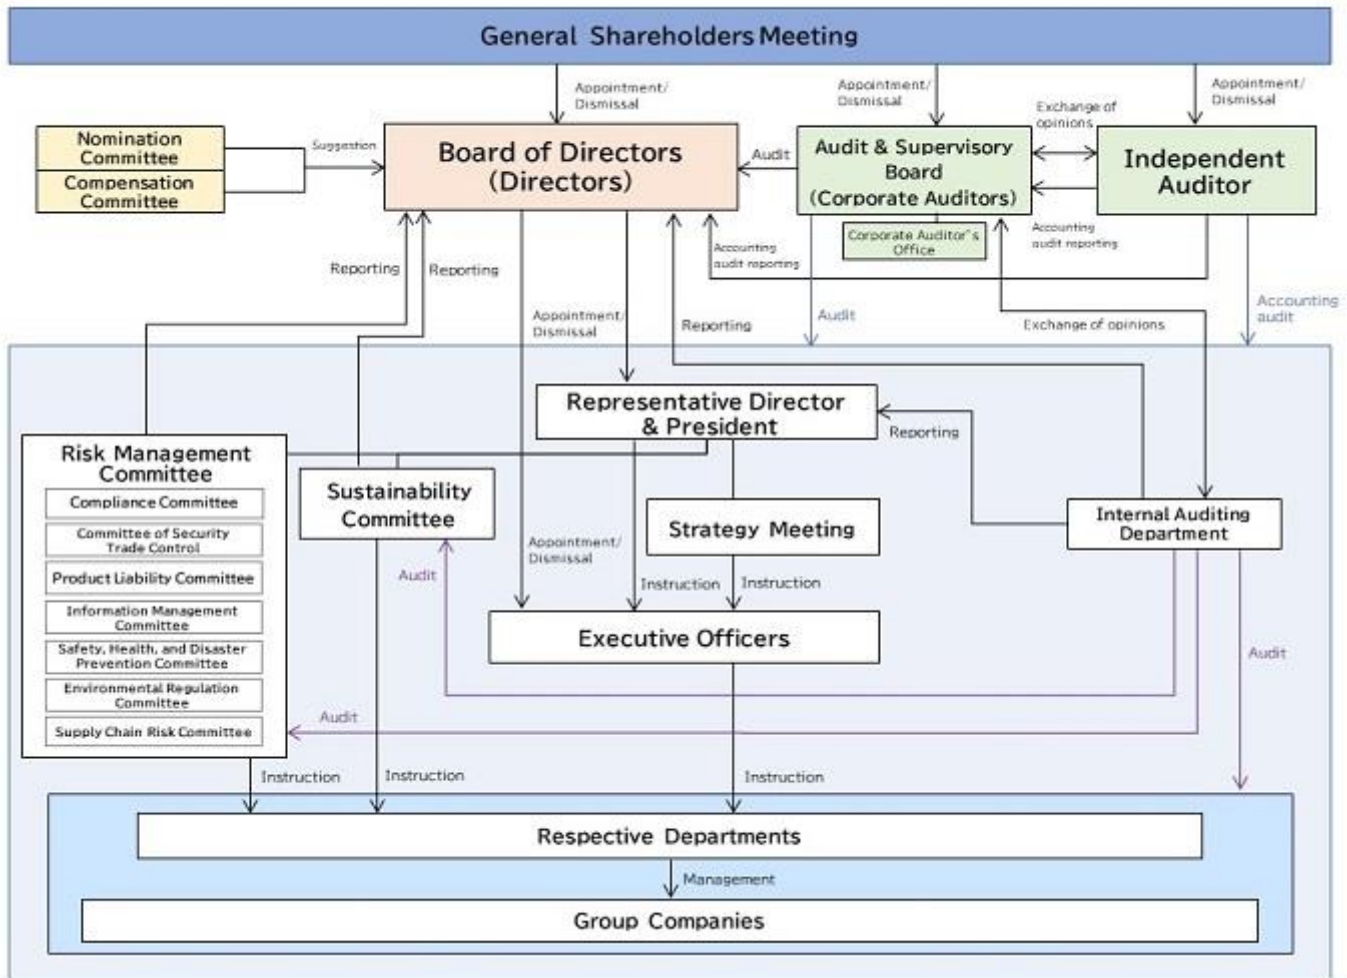 General Shareholders Meeting
Appointment/
Dismissal
Appointment/
Dismissal
Appointment/
Dismissal
Exchange of
opinions
Nomination
Committee
Compensation
Committee
Suggestion
Board of Directors
(Directors)
Audit
Audit & Supervisory
Board
(Corporate Auditors)
Corporate Auditor's
Office
Independent
Auditor
Accounting
audit reporting
Accounting
audit reporting
Reporting
Reporting
Appointment/
Dismissal
Reporting
Audit
Exchange of opinions
Accounting
audit
Representative Director
& President
Reporting
Risk Management
Committee
Compliance Committee
Committee of Security
Trade Control
Product Liability Committee
Information Management
Committee
Safety, Health, and Disaster
Prevention Committee
Environmental Regulation
Committee
Supply Chain Risk Committee
Sustainability
Committee
Strategy Meeting
Internal Auditing
Department
Appointment/
Dismissal
Audit
Instruction
Instruction
Executive Officers
Audit
Audit
Instruction
Instruction
Instruction
Respective Departments
Management
Group Companies